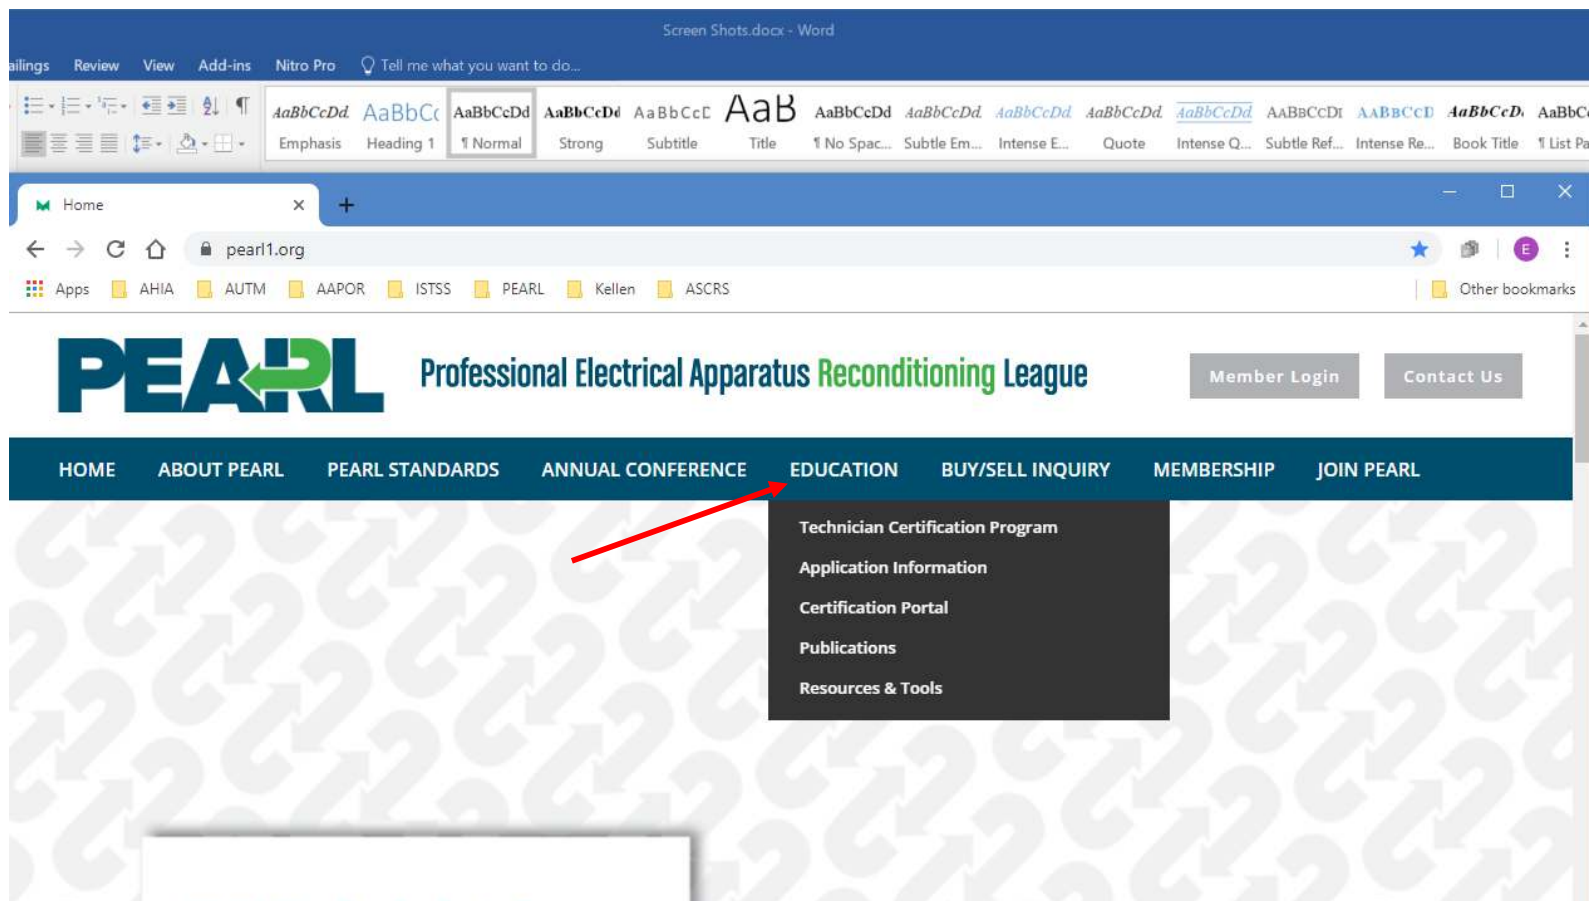 Screen Shots.docx - Word
ailings Review View Add-ins Nitro Pro Tell me what you want to do...
AaBbCcDd AaBbCc AaBbCcDd AaBbCcDd AaBbCcD AaB AaBbCcDd AaBbCcDd AaBbCcDd AaBbCcDd AaBbCcDd AABBCCDD AABBCCD AaBbCcDd AaBbCc
Emphasis Heading 1 ¶ Normal Strong Subtitle Title ¶ No Spac... Subtle Em... Intense E... Quote Intense Q... Subtle Ref... Intense Re... Book Title ¶ List Pa
Home
pearl1.org
E
Apps AHIA AUTM AAPOR ISTSS PEARL Kellen ASCRS Other bookmarks
PEARL Professional Electrical Apparatus Reconditioning League Member Login Contact Us
HOME ABOUT PEARL PEARL STANDARDS ANNUAL CONFERENCE EDUCATION BUY/SELL INQUIRY MEMBERSHIP JOIN PEARL
Technician Certification Program
Application Information
Certification Portal
Publications
Resources & Tools